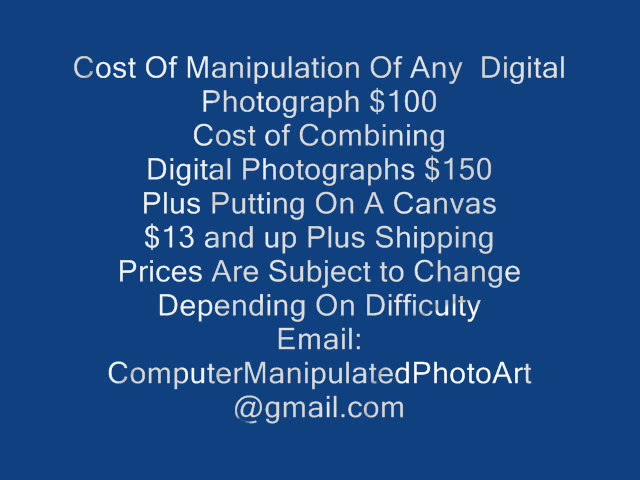 Cost Of Manipulation Of Any  Digital
Photograph $100
Cost of Combining
Digital Photographs $150
Plus Putting On A Canvas
$13 and up Plus Shipping
Prices Are Subject to Change
Depending On Difficulty
Email:
ComputerManipulatedPhotoArt
@gmail.com